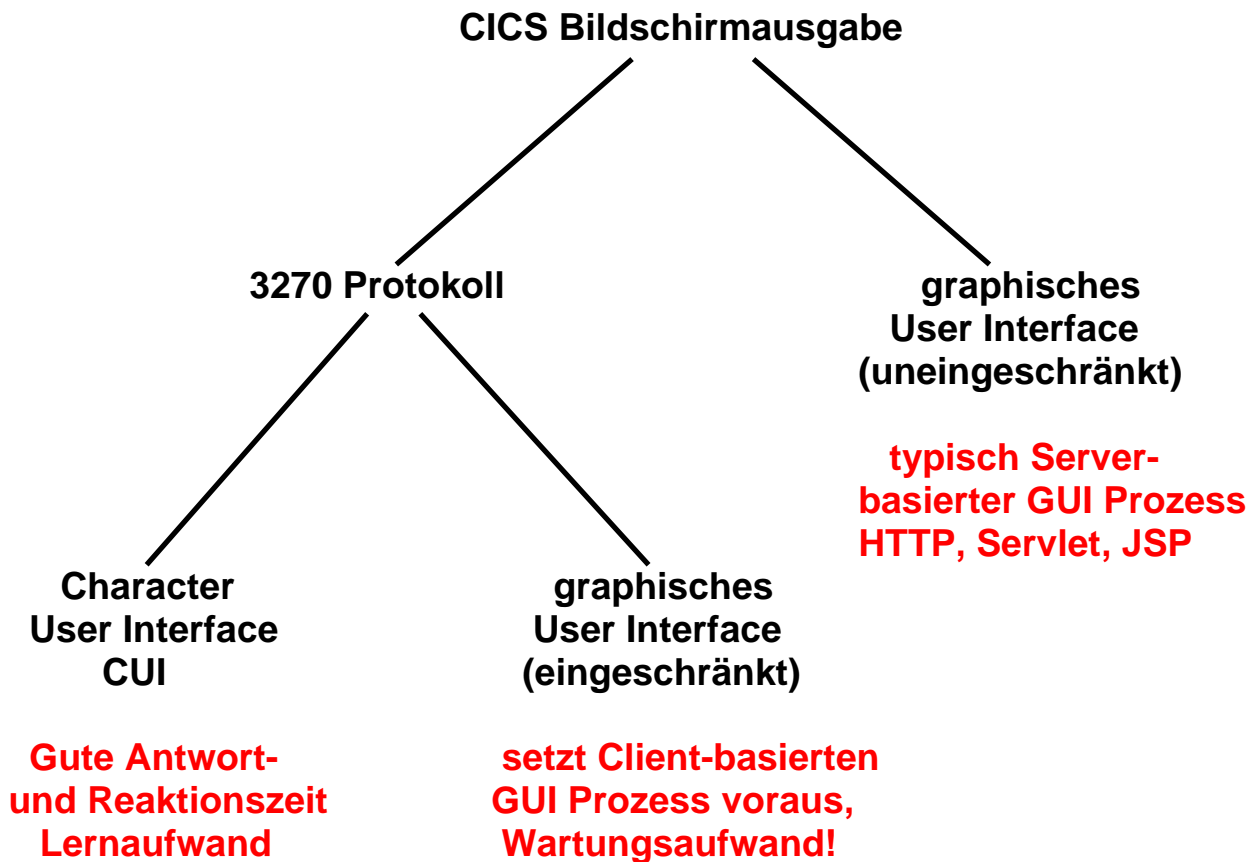 CICS Bildschirmausgabe
3270 Protokoll
graphisches
User Interface
(uneingeschränkt)
typisch Server-
basierter GUI Prozess
HTTP, Servlet, JSP
Character
User Interface
CUI
Gute Antwort-
und Reaktionszeit
Lernaufwand
graphisches
User Interface
(eingeschränkt)
setzt Client-basierten
GUI Prozess voraus,
Wartungsaufwand!